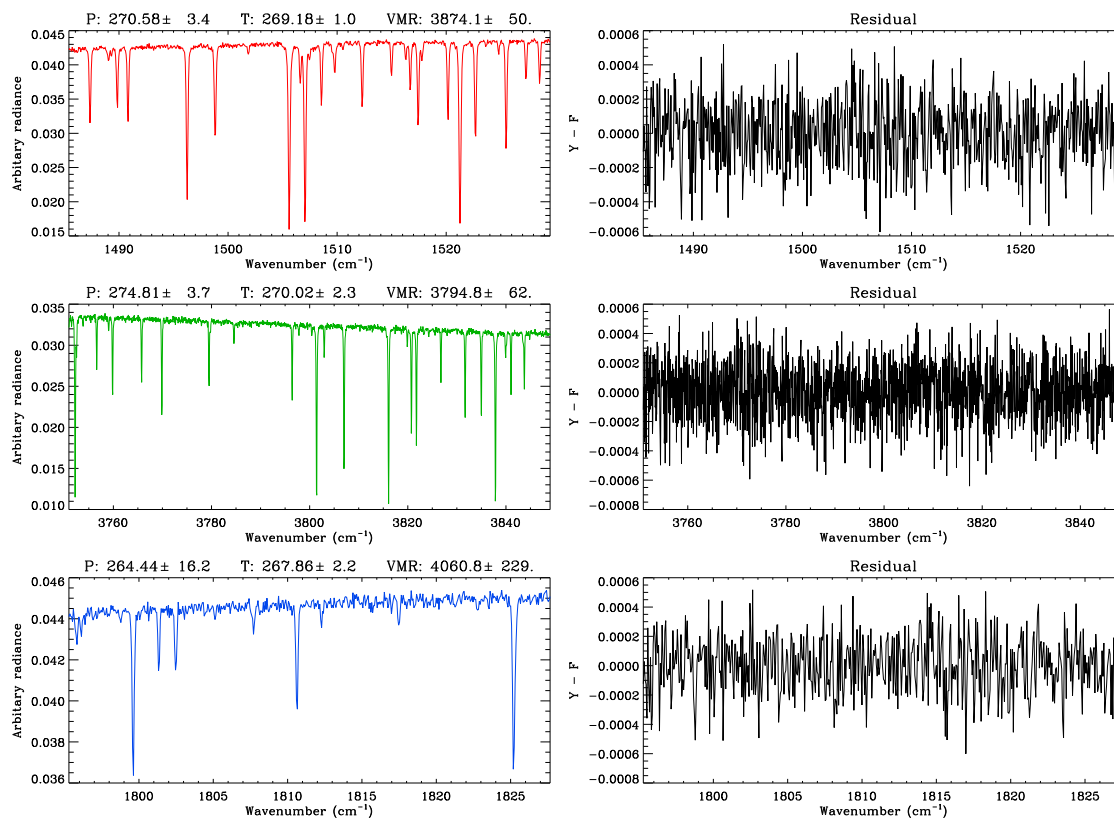 P: 270.58± 3.4 T: 269.18± 1.0 VMR: 3874.1± 50.
0.045
0.040
0.035
0.030
0.025
0.020
0.015
Arbitary radiance
1490 1500 1510 1520
Wavenumber (cm⁻¹)
Residual
0.0006
0.0004
0.0002
0.0000
−0.0002
−0.0004
−0.0006
Y − F
1490 1500 1510 1520
Wavenumber (cm⁻¹)
P: 274.81± 3.7 T: 270.02± 2.3 VMR: 3794.8± 62.
0.035
0.030
0.025
0.020
0.015
0.010
Arbitary radiance
3760 3780 3800 3820 3840
Wavenumber (cm⁻¹)
Residual
0.0006
0.0004
0.0002
0.0000
−0.0002
−0.0004
−0.0006
−0.0008
Y − F
3760 3780 3800 3820 3840
Wavenumber (cm⁻¹)
P: 264.44± 16.2 T: 267.86± 2.2 VMR: 4060.8± 229.
0.046
0.044
0.042
0.040
0.038
0.036
Arbitary radiance
1800 1805 1810 1815 1820 1825
Wavenumber (cm⁻¹)
Residual
0.0006
0.0004
0.0002
0.0000
−0.0002
−0.0004
−0.0006
−0.0008
Y − F
1800 1805 1810 1815 1820 1825
Wavenumber (cm⁻¹)